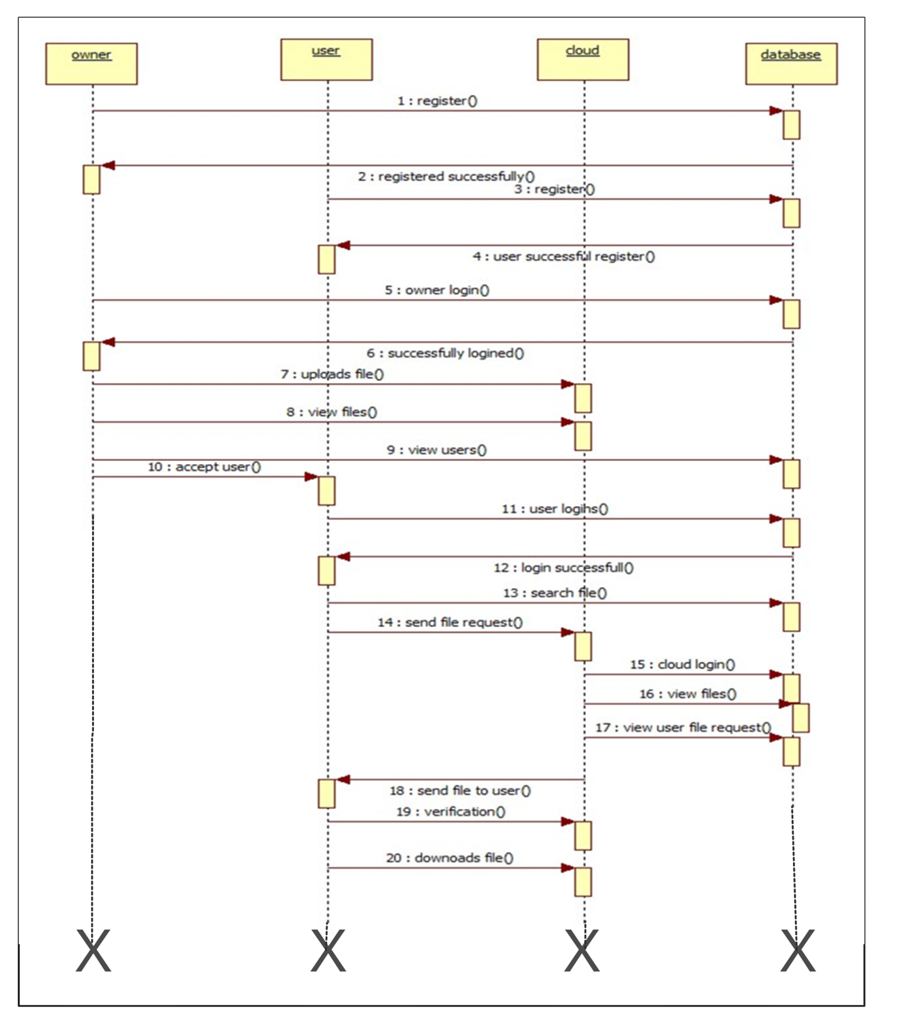 owner
user
cloud
database
1 : register()
2 : registered successfully()
3 : register()
4 : user successful register()
5 : owner login()
6 : successfully logined()
7 : uploads file()
8 : view files()
9 : view users()
10 : accept user()
11 : user logins()
12 : login successfull()
13 : search file()
14 : send file request()
15 : cloud login()
16 : view files()
17 : view user file request()
18 : send file to user()
19 : verification()
20 : downoads file()
X X X X